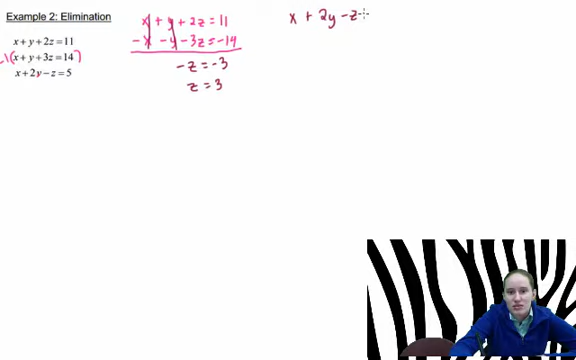 Example 2: Elimination
x + y + 2z = 11
-1(x + y + 3z = 14)
x + 2y - z = 5
x + y + 2z = 11
-x - y - 3z = -14
-z = -3
z = 3
x + 2y - z